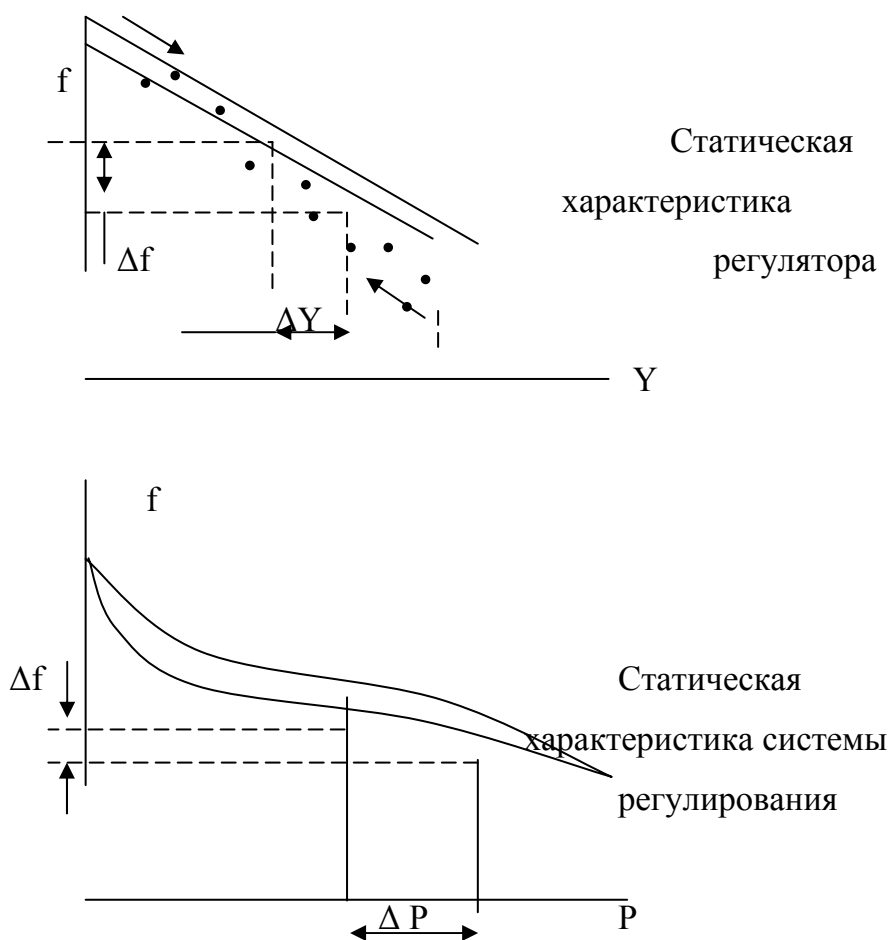 f
Статическая
характеристика
регулятора
Δf
ΔY
Y
f
Δf
Статическая
характеристика системы
регулирования
Δ P
P